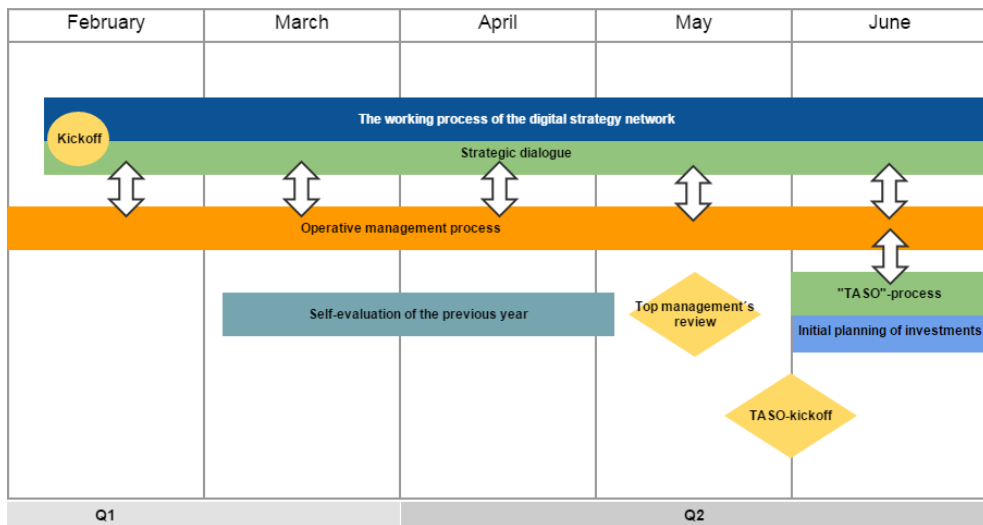 February
March
April
May
June
The working process of the digital strategy network
Kickoff
Strategic dialogue
Operative management process
"TASO"-process
Self-evaluation of the previous year
Top management´s
review
Initial planning of investments
TASO-kickoff
Q1
Q2